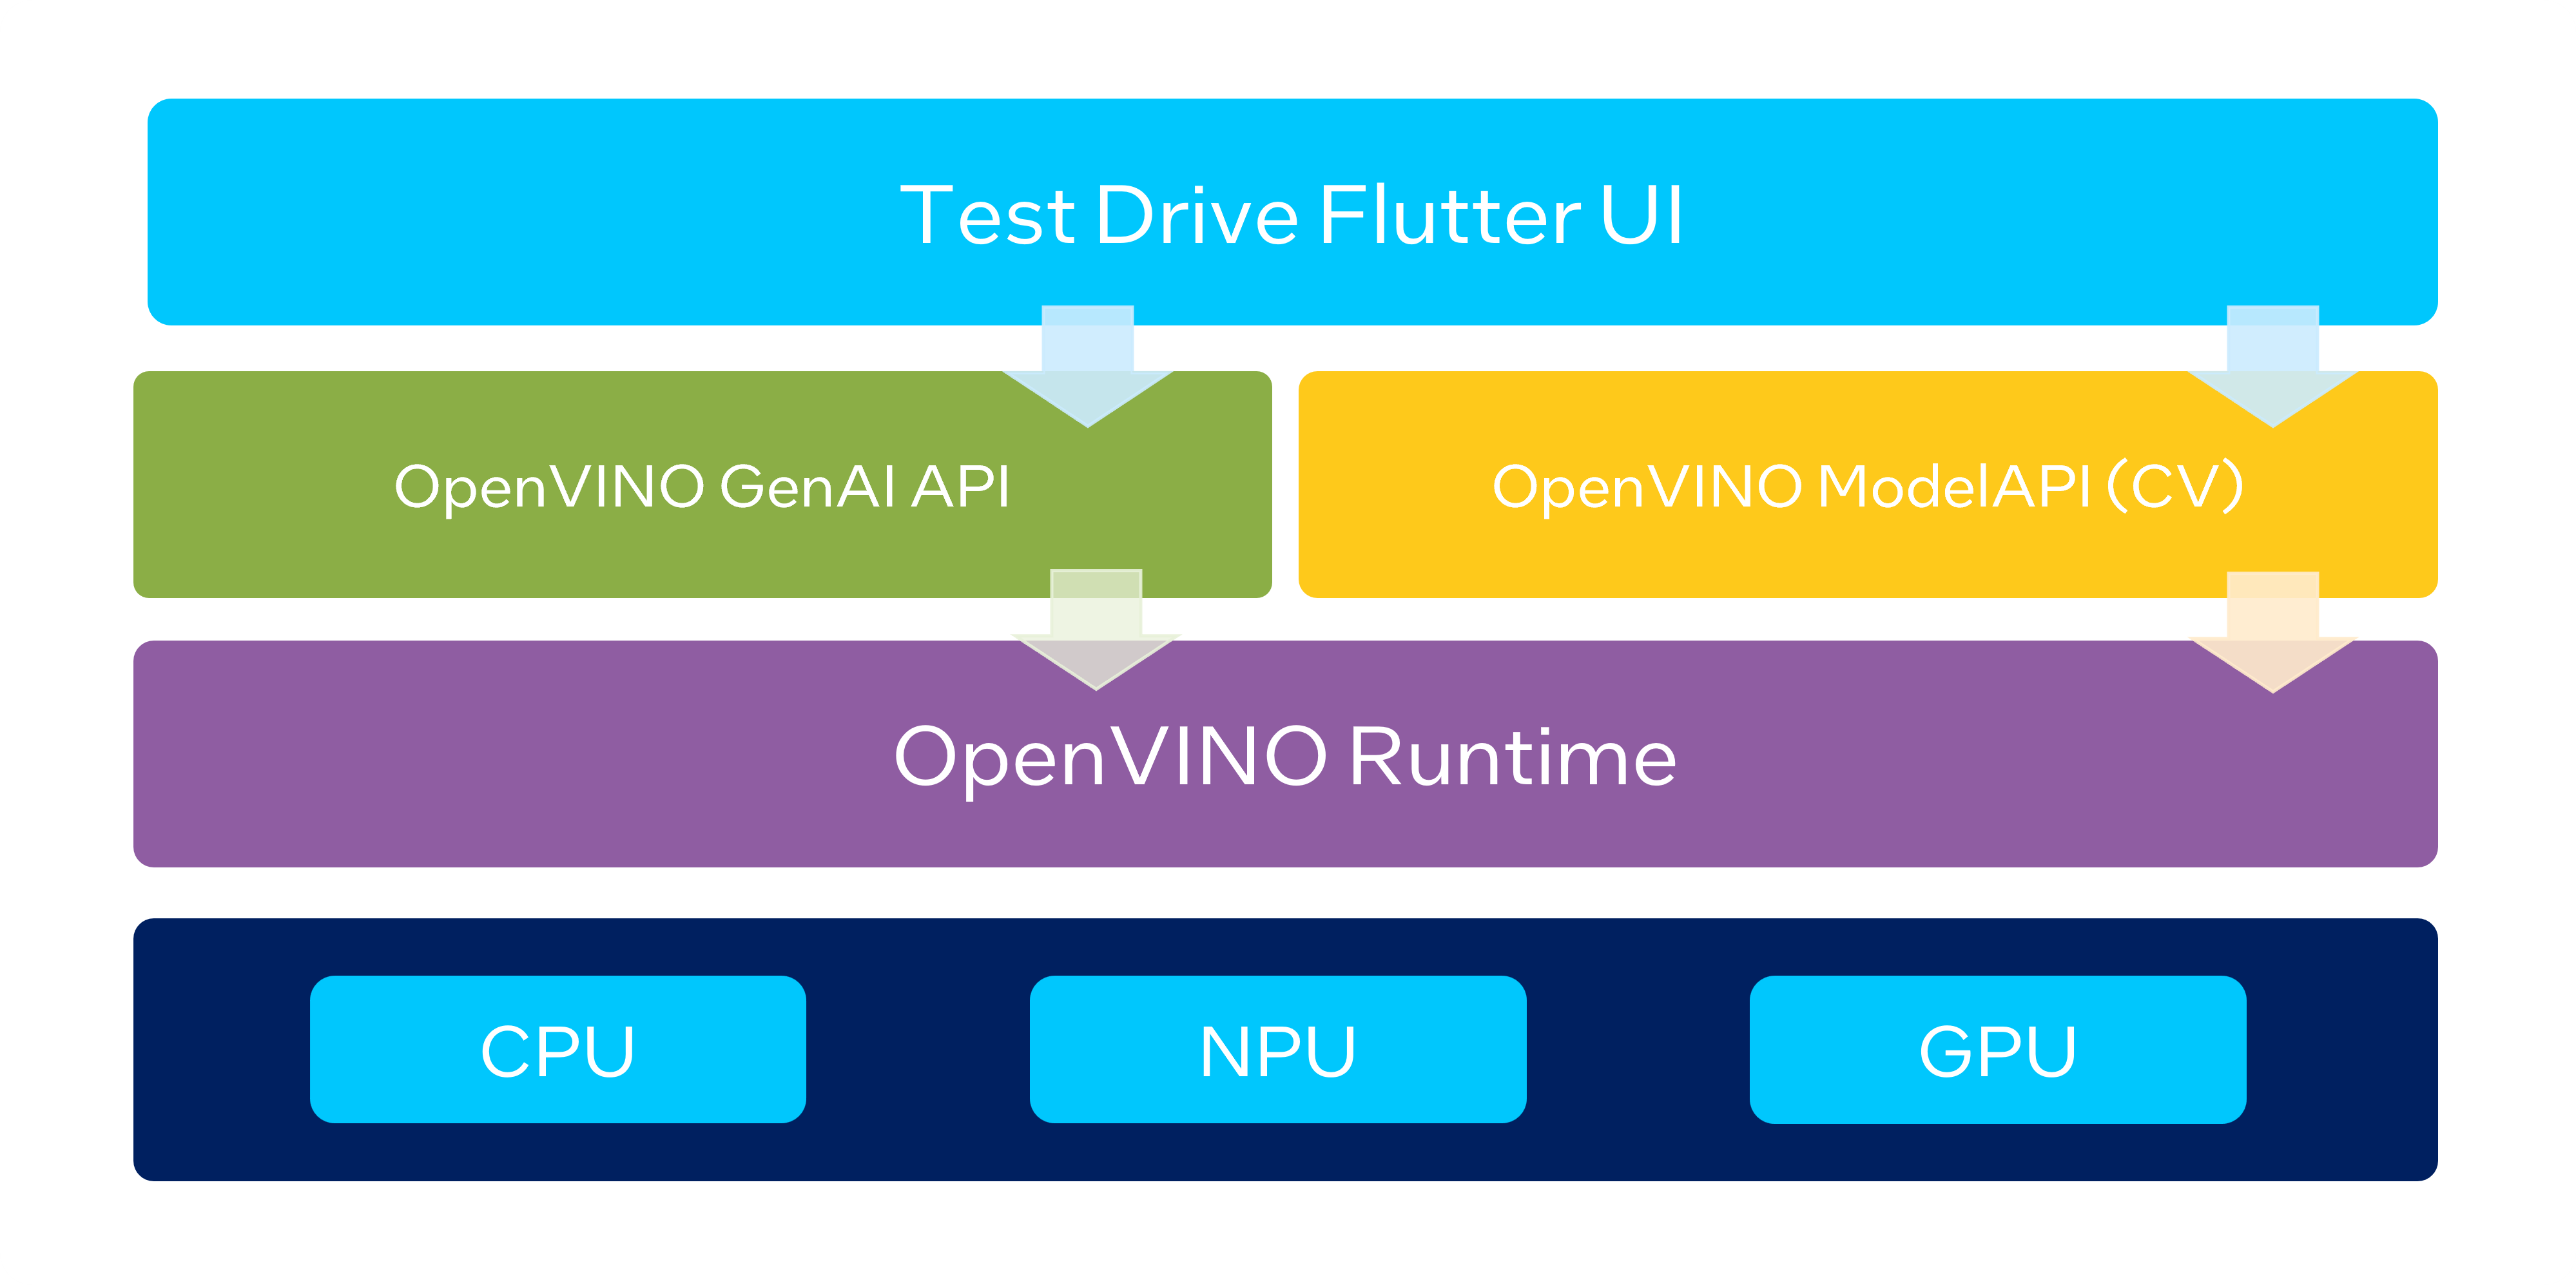 Test Drive Flutter UI
OpenVINO GenAI API
OpenVINO ModelAPI (CV)
OpenVINO Runtime
CPU
NPU
GPU